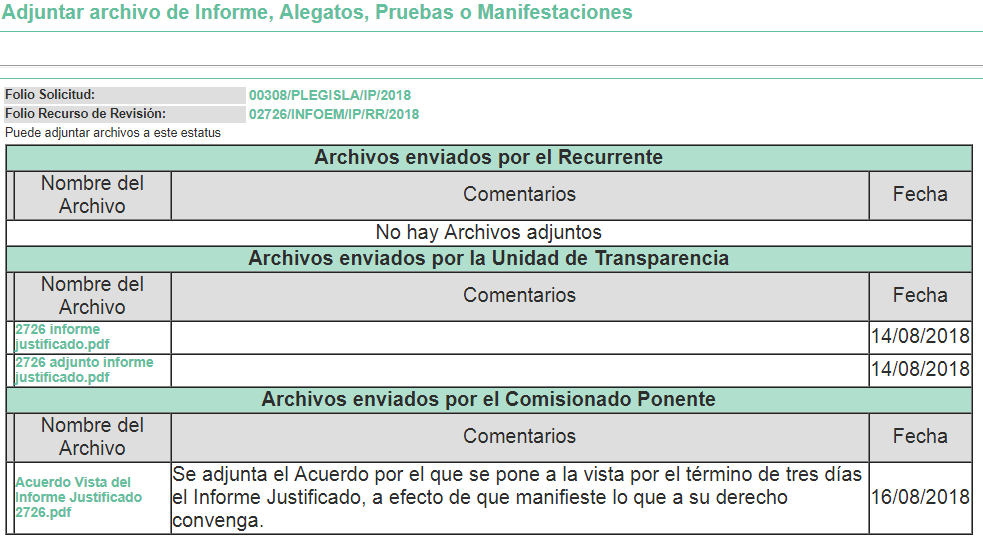 Adjuntar archivo de Informe, Alegatos, Pruebas o Manifestaciones
Folio Solicitud: 00308/PLEGISLA/IP/2018
Folio Recurso de Revisión: 02726/INFOEM/IP/RR/2018
Puede adjuntar archivos a este estatus
Archivos enviados por el Recurrente
Nombre del
Archivo
Comentarios
Fecha
No hay Archivos adjuntos
Archivos enviados por la Unidad de Transparencia
Nombre del
Archivo
Comentarios
Fecha
2726 informe
justificado.pdf
14/08/2018
2726 adjunto informe
justificado.pdf
14/08/2018
Archivos enviados por el Comisionado Ponente
Nombre del
Archivo
Comentarios
Fecha
Acuerdo Vista del
Informe Justificado
2726.pdf
Se adjunta el Acuerdo por el que se pone a la vista por el término de tres días
el Informe Justificado, a efecto de que manifieste lo que a su derecho
convenga.
16/08/2018